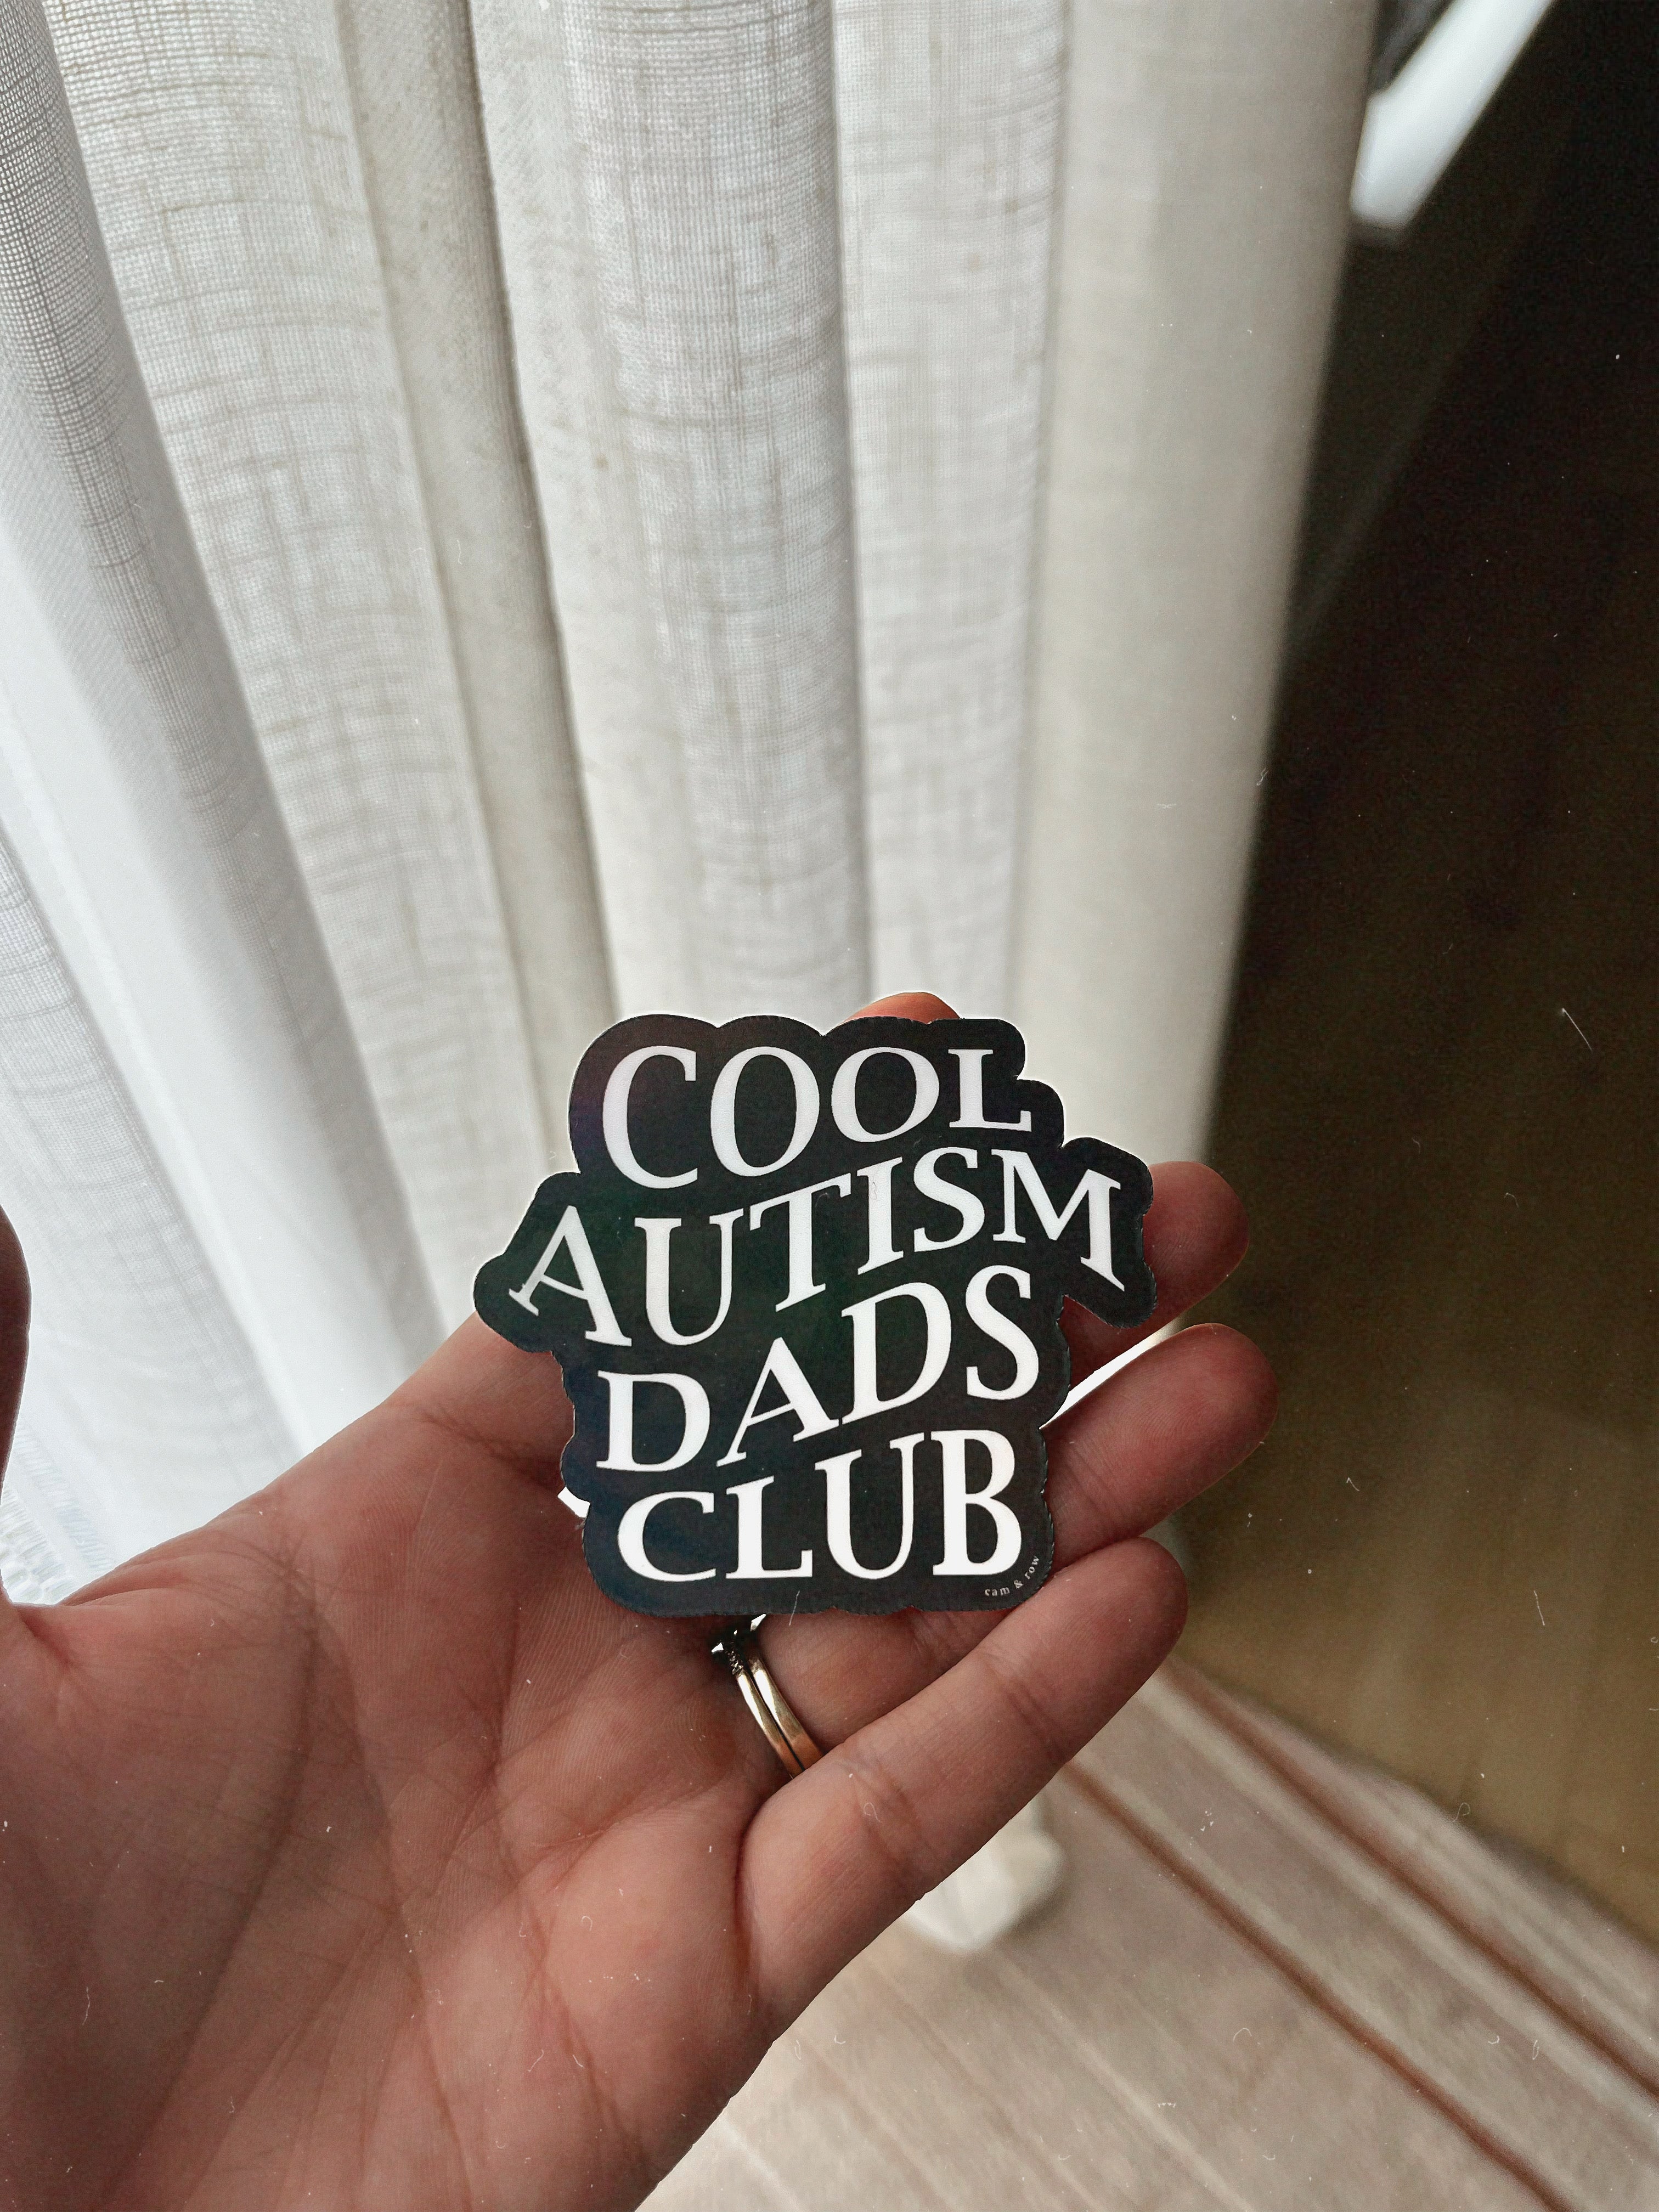 COOL
AUTISM
DADS
CLUB
cam & row